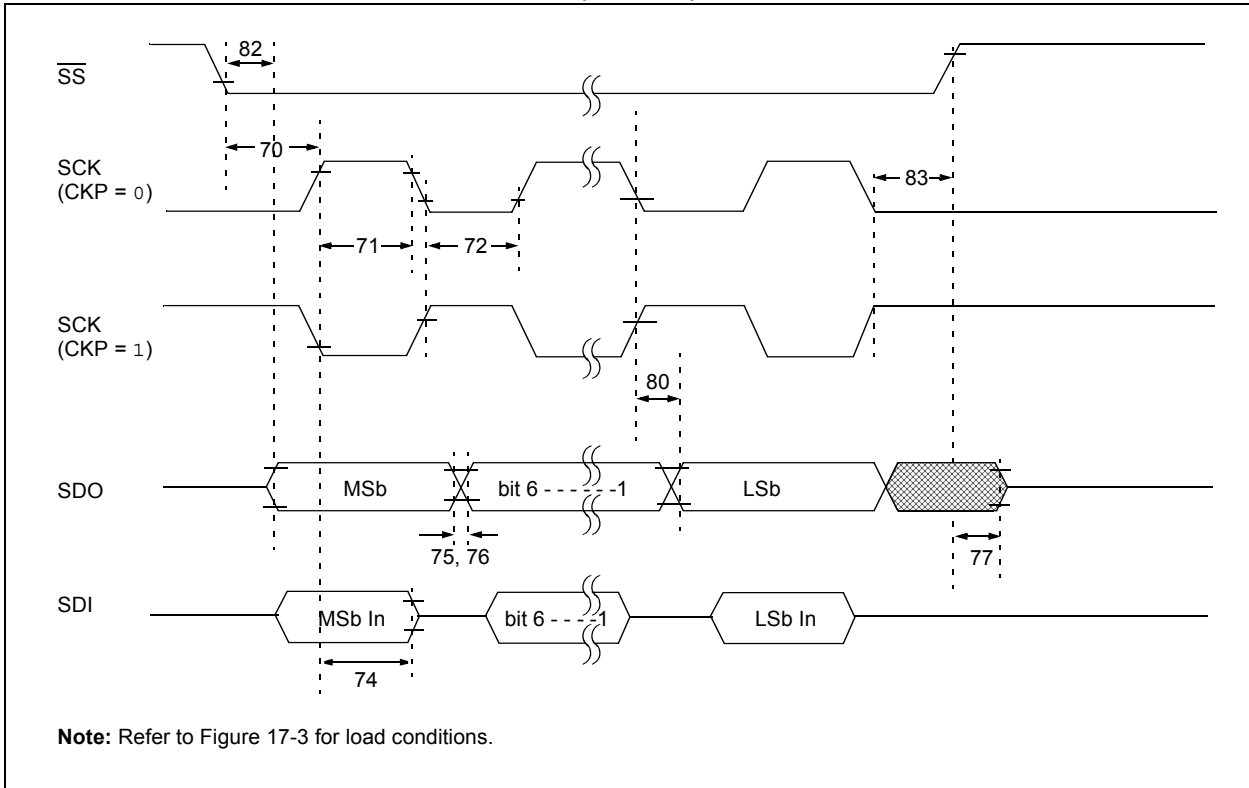 82
SS
70
SCK
(CKP = 0)
83
71
72
SCK
(CKP = 1)
80
SDO
MSb
bit 6 - - - - - -1
LSb
75, 76
77
SDI
MSb In
bit 6 - - - -1
LSb In
74
Note: Refer to Figure 17-3 for load conditions.